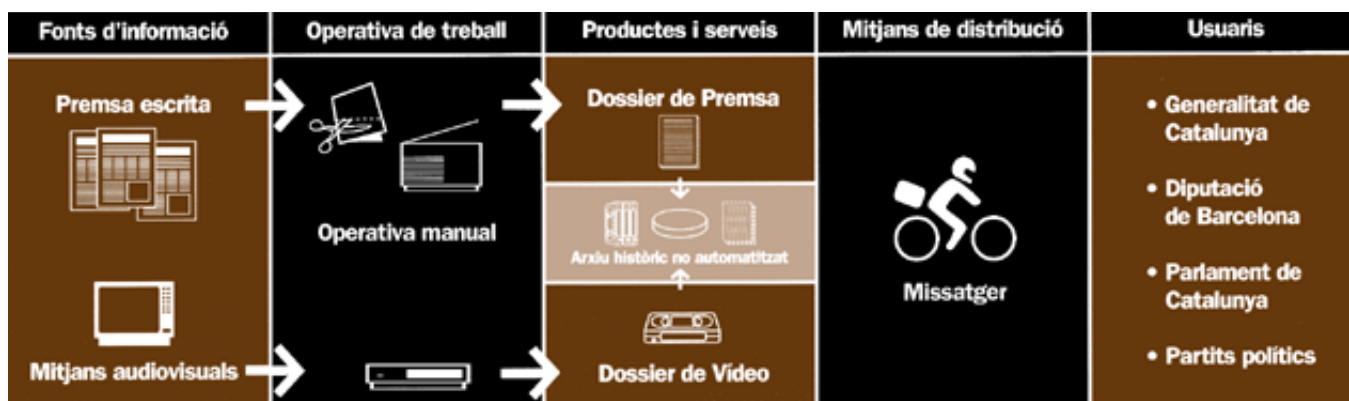 Fonts d'informació
Operativa de treball
Productes i serveis
Mitjans de distribució
Usuaris
Premsa escrita
Mitjans audiovisuals
Operativa manual
Dossier de Premsa
Arxiu històric no automatitzat
Dossier de Vídeo
Missatger
• Generalitat de
Catalunya
• Diputació
de Barcelona
• Parlament de
Catalunya
• Partits polítics